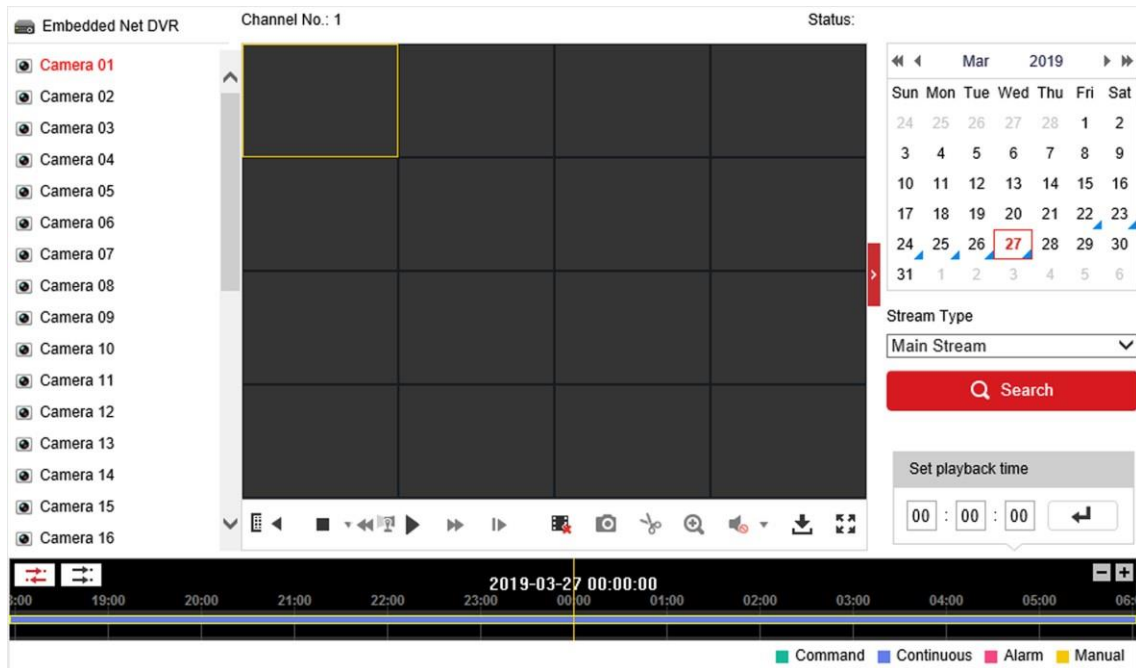 Embedded Net DVR
Channel No.: 1
Status:
Camera 01
Camera 02
Camera 03
Camera 04
Camera 05
Camera 06
Camera 07
Camera 08
Camera 09
Camera 10
Camera 11
Camera 12
Camera 13
Camera 14
Camera 15
Camera 16
Mar 2019
Sun Mon Tue Wed Thu Fri Sat
24 25 26 27 28 1 2
3 4 5 6 7 8 9
10 11 12 13 14 15 16
17 18 19 20 21 22 23
24 25 26 27 28 29 30
31 1 2 3 4 5 6
Stream Type
Main Stream
Search
Set playback time
00 : 00 : 00
2019-03-27 00:00:00
:00 19:00 20:00 21:00 22:00 23:00 00:00 01:00 02:00 03:00 04:00 05:00 06:
Command Continuous Alarm Manual